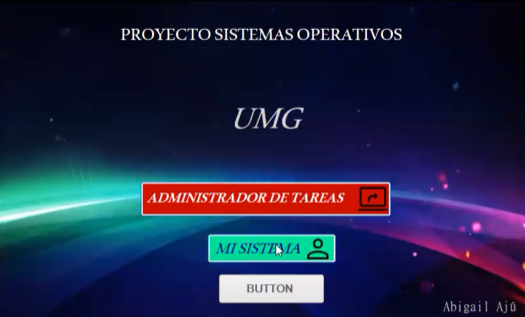 PROYECTO SISTEMAS OPERATIVOS
UMG
ADMINISTRADOR DE TAREAS
MI SISTEMA
BUTTON
Abigail Ajú